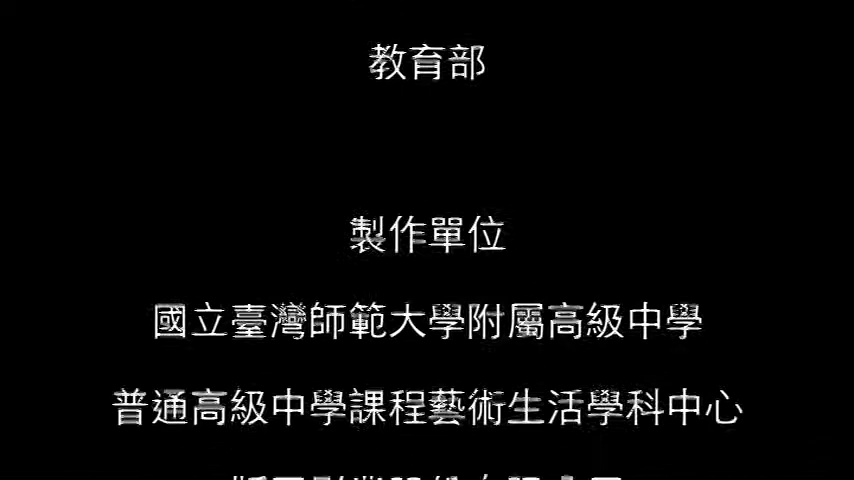 教育部
製作單位
國立臺灣師範大學附屬高級中學
普通高級中學課程藝術生活學科中心